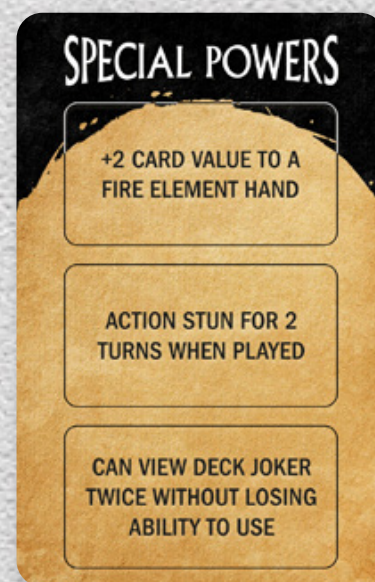 SPECIAL POWERS
+2 CARD VALUE TO A
FIRE ELEMENT HAND
ACTION STUN FOR 2
TURNS WHEN PLAYED
CAN VIEW DECK JOKER
TWICE WITHOUT LOSING
ABILITY TO USE